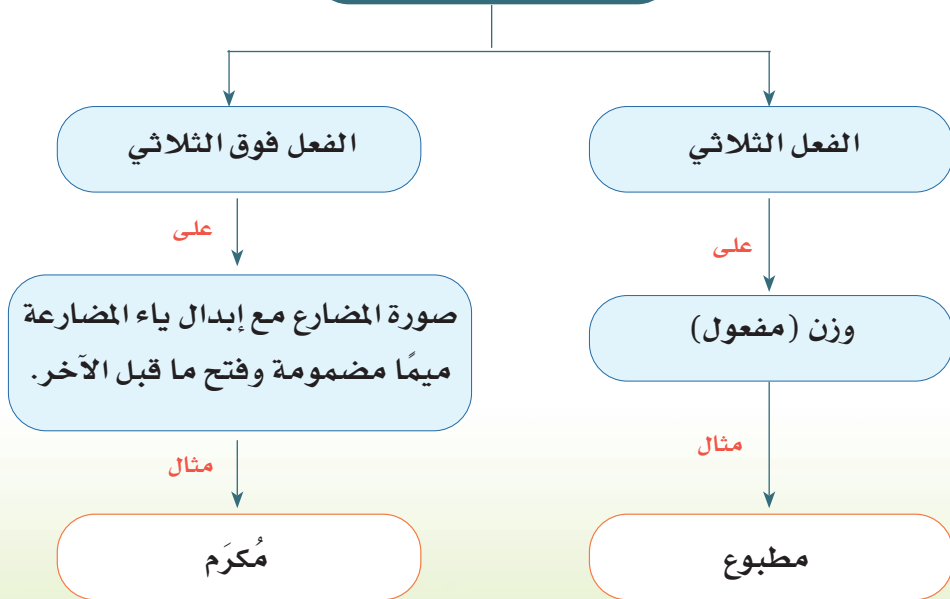 الفعل الثلاثي
على
وزن (مفعول)
مثال
مطبوع
الفعل فوق الثلاثي
على
صورة المضارع مع إبدال ياء المضارعة
ميمًا مضمومة وفتح ما قبل الآخر.
مثال
مُكرَم